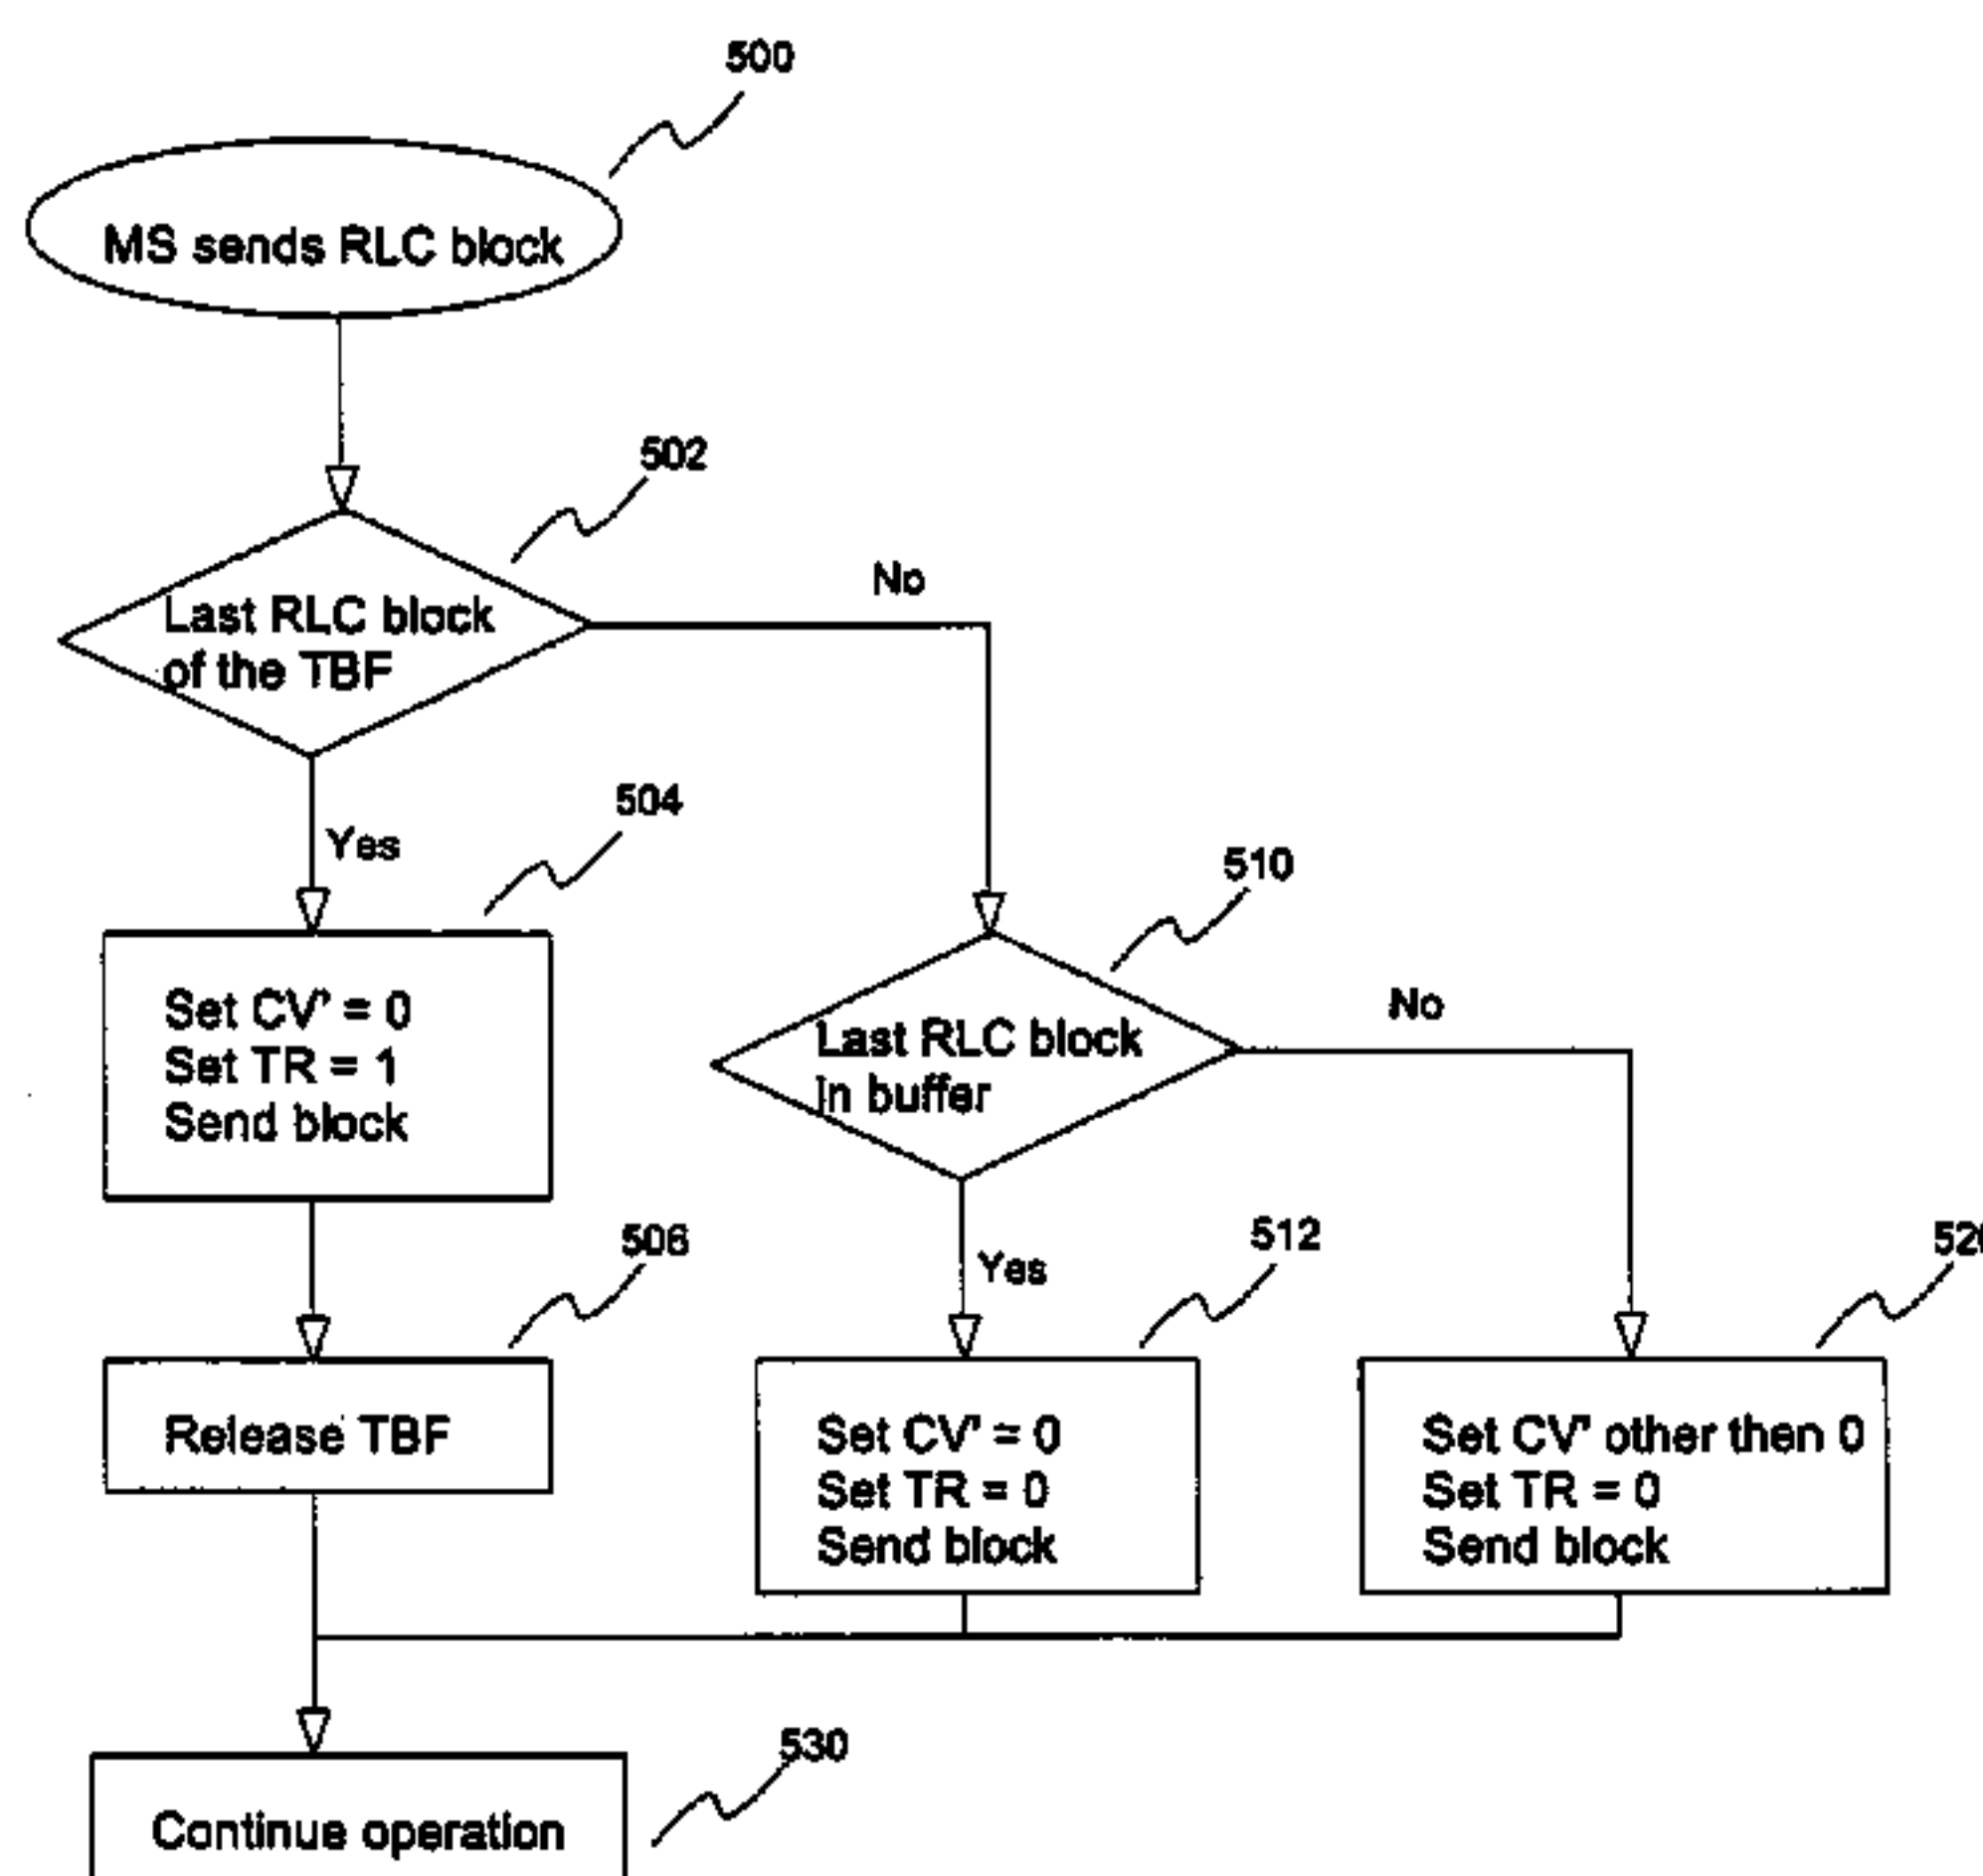 500
MS sends RLC block
502
Last RLC block
of the TBF
No
Yes
504
Set CV' = 0
Set TR = 1
Send block
510
Last RLC block
in buffer
No
Yes
506
Release TBF
512
Set CV' = 0
Set TR = 0
Send block
Set CV' other then 0
Set TR = 0
Send block
530
Continue operation